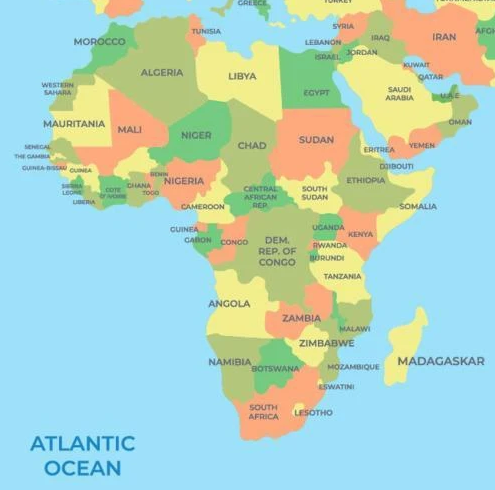 GREECE
TURKEY
TUNISIA
SYRIA
MOROCCO
LEBANON
IRAQ
IRAN
ISRAEL
JORDAN
ALGERIA
LIBYA
KUWAIT
EGYPT
QATAR
WESTERN
SAHARA
SAUDI
ARABIA
U.A.E
OMAN
MAURITANIA
MALI
NIGER
CHAD
SUDAN
ERITREA
YEMEN
SENEGAL
THE GAMBIA
GUINEA-BISSAU
GUINEA
DJIBOUTI
SIERRA
LEONE
COTE
D'IVOIRE
GHANA
BENIN
TOGO
NIGERIA
ETHIOPIA
LIBERIA
CAMEROON
CENTRAL
AFRICAN
REP.
SOUTH
SUDAN
SOMALIA
GUINEA
GABON
CONGO
DEM.
REP. OF
CONGO
UGANDA
KENYA
RWANDA
BURUNDI
TANZANIA
ANGOLA
ZAMBIA
MALAWI
ZIMBABWE
NAMIBIA
BOTSWANA
MOZAMBIQUE
MADAGASKAR
ESWATINI
SOUTH
AFRICA
LESOTHO
ATLANTIC
OCEAN